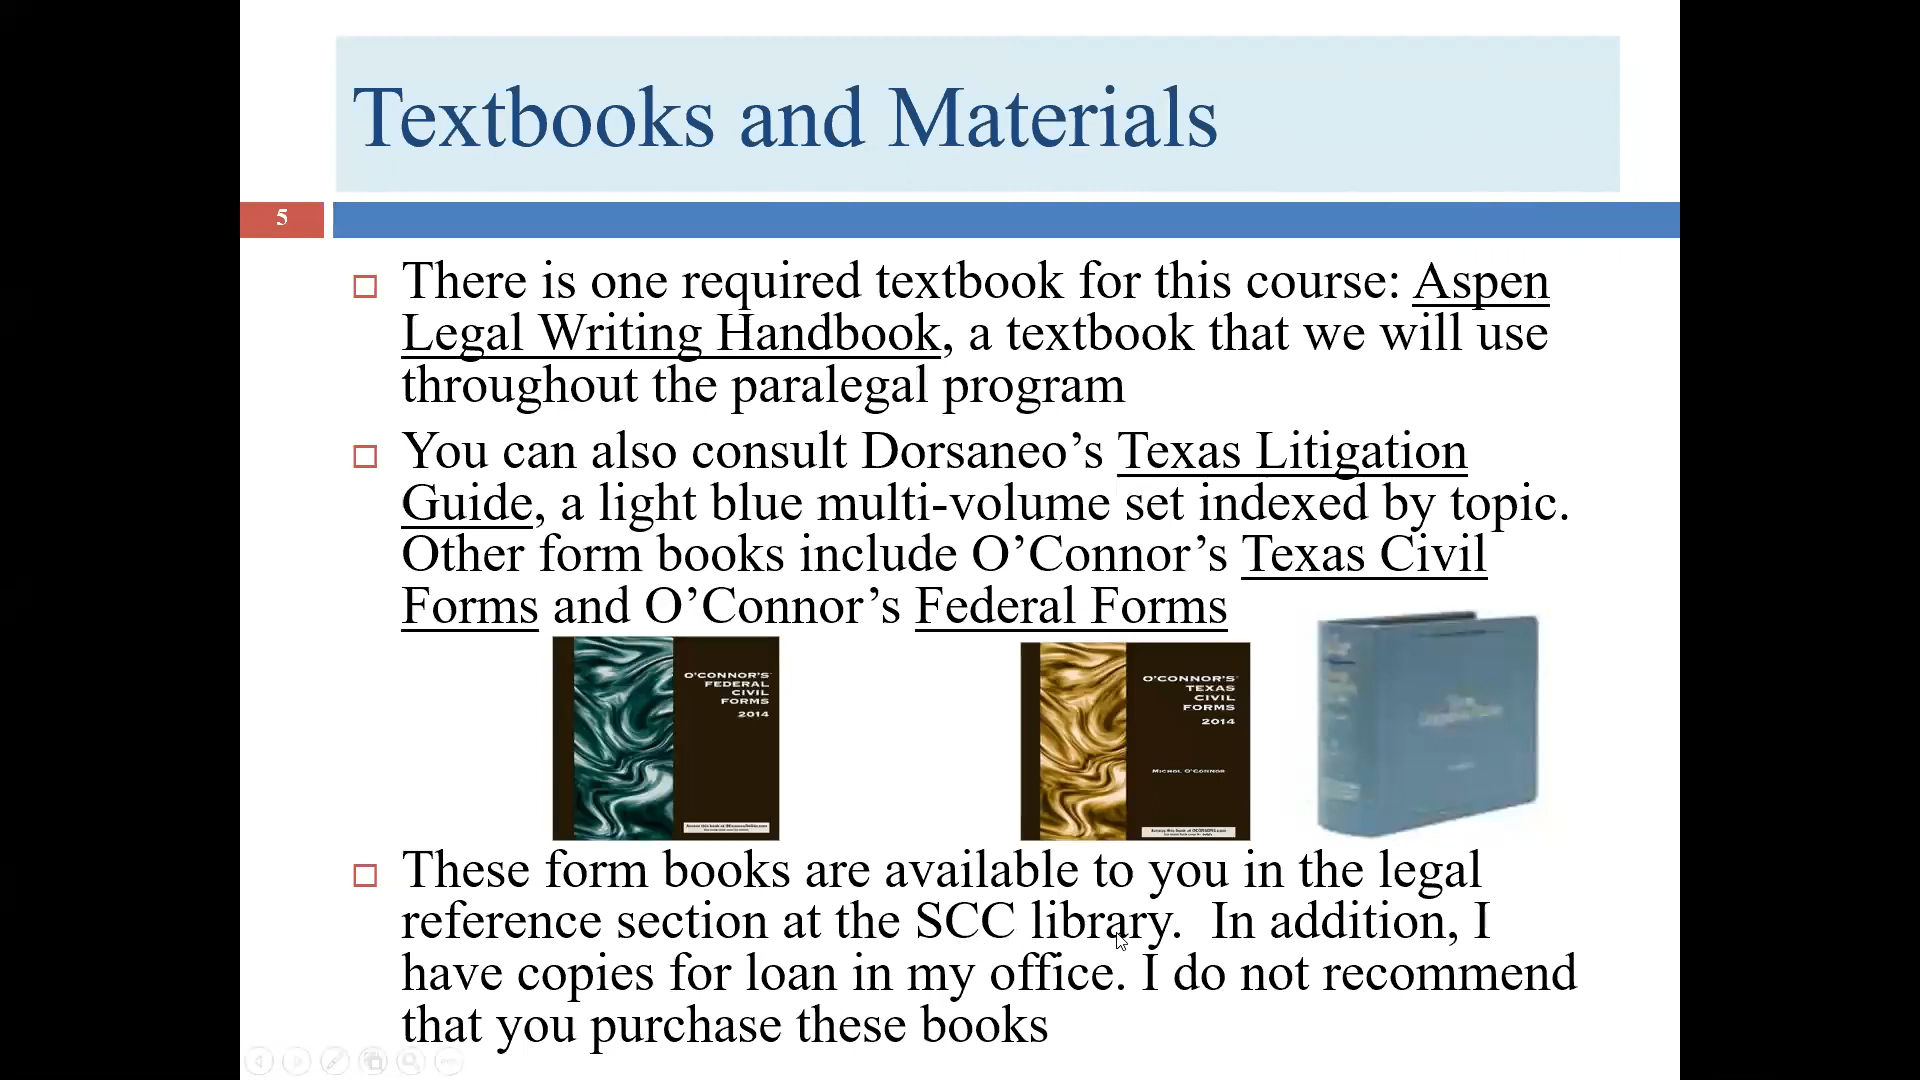 Textbooks and Materials
5
There is one required textbook for this course: Aspen
Legal Writing Handbook, a textbook that we will use
throughout the paralegal program
You can also consult Dorsaneo’s Texas Litigation
Guide, a light blue multi-volume set indexed by topic.
Other form books include O’Connor’s Texas Civil
Forms and O’Connor’s Federal Forms
O'CONNOR'S
FEDERAL
CIVIL
FORMS
2014
O'CONNOR'S
TEXAS
CIVIL
FORMS
2014
MICHOL O'CONNOR
These form books are available to you in the legal
reference section at the SCC library.  In addition, I
have copies for loan in my office. I do not recommend
that you purchase these books